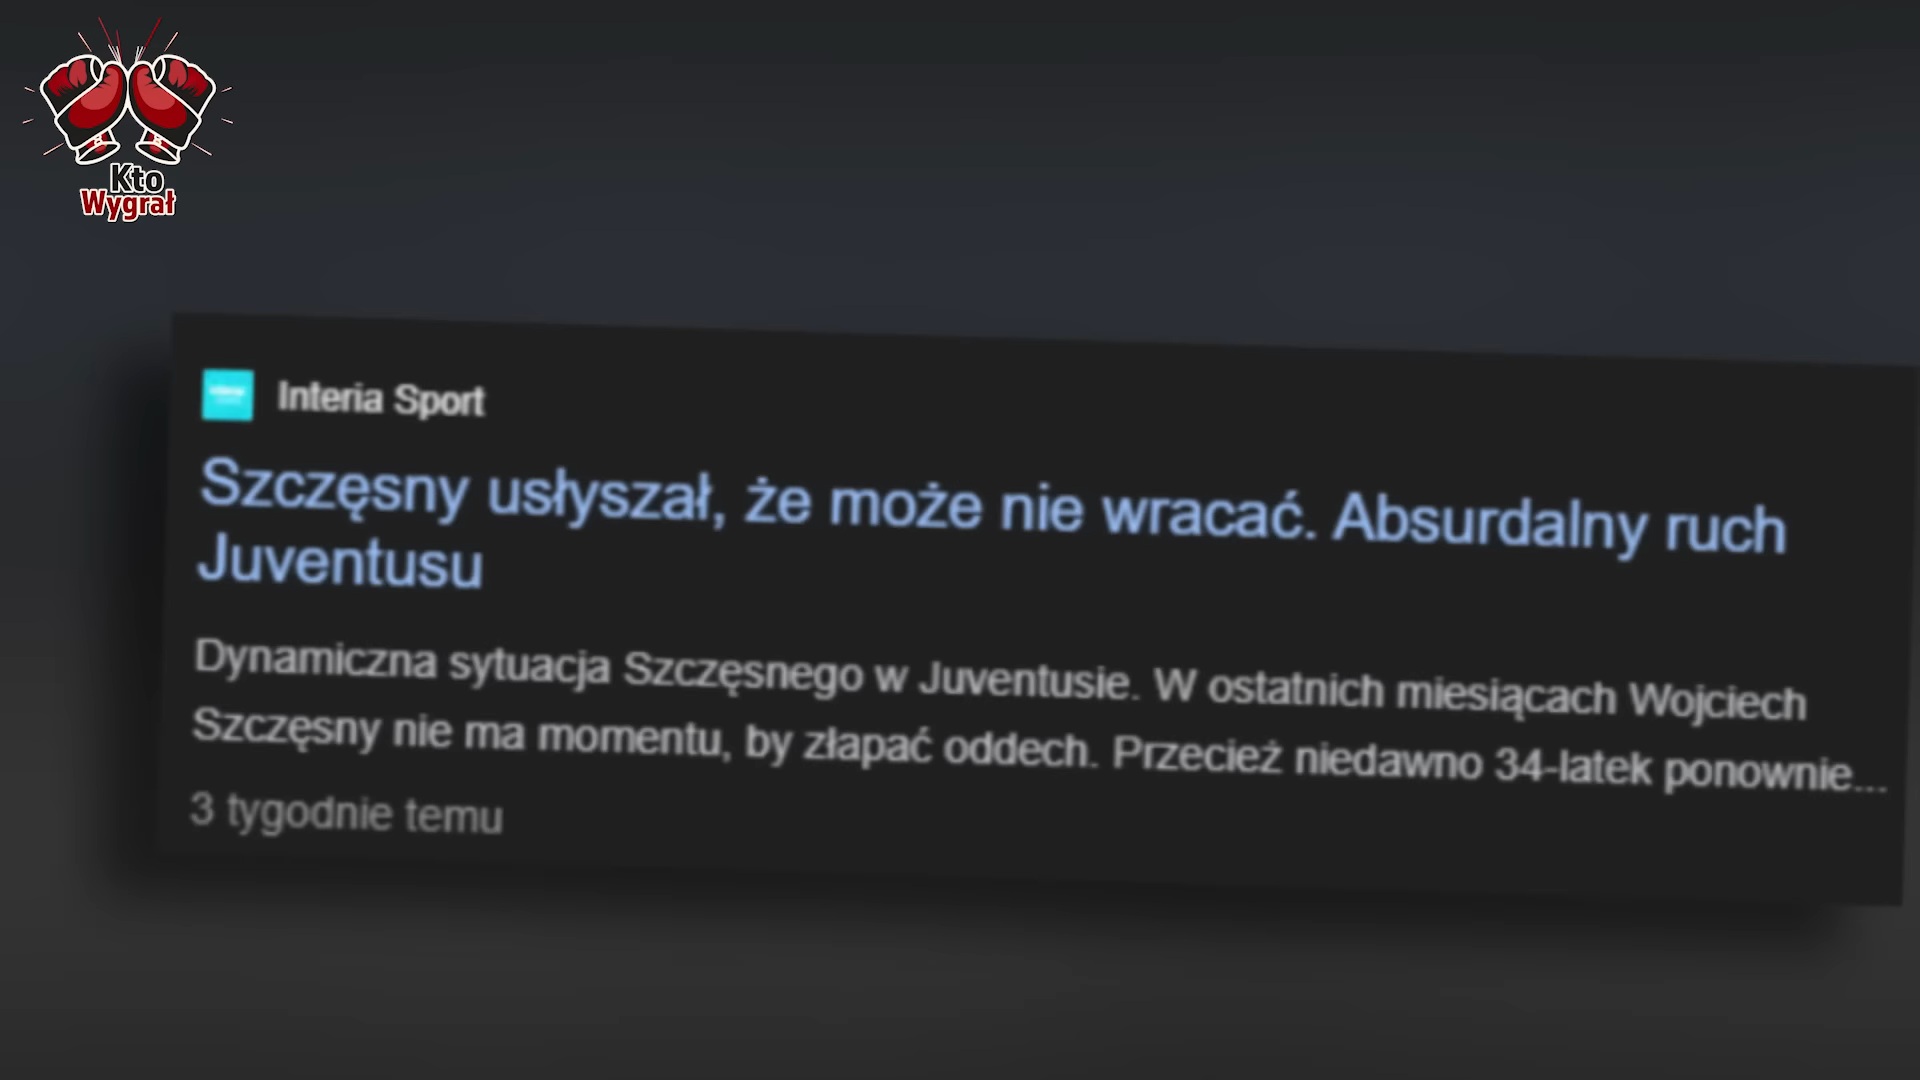 Kto
Wygrał
Interia Sport
Szczęsny usłyszał, że może nie wracać. Absurdalny ruch
Juventusu
Dynamiczna sytuacja Szczęsnego w Juventusie. W ostatnich miesiącach Wojciech
Szczęsny nie ma momentu, by złapać oddech. Przecież niedawno 34-latek ponownie...
3 tygodnie temu